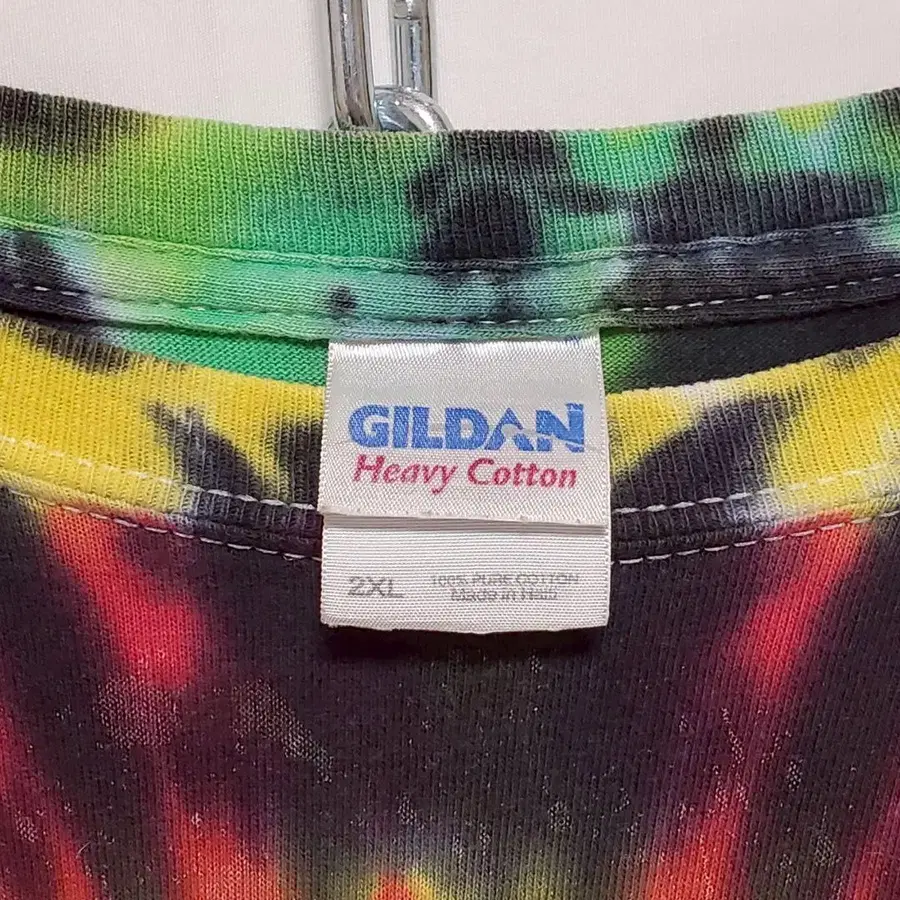 GILDAN
Heavy Cotton
2XL
100% PURE COTTON
Made in Haiti